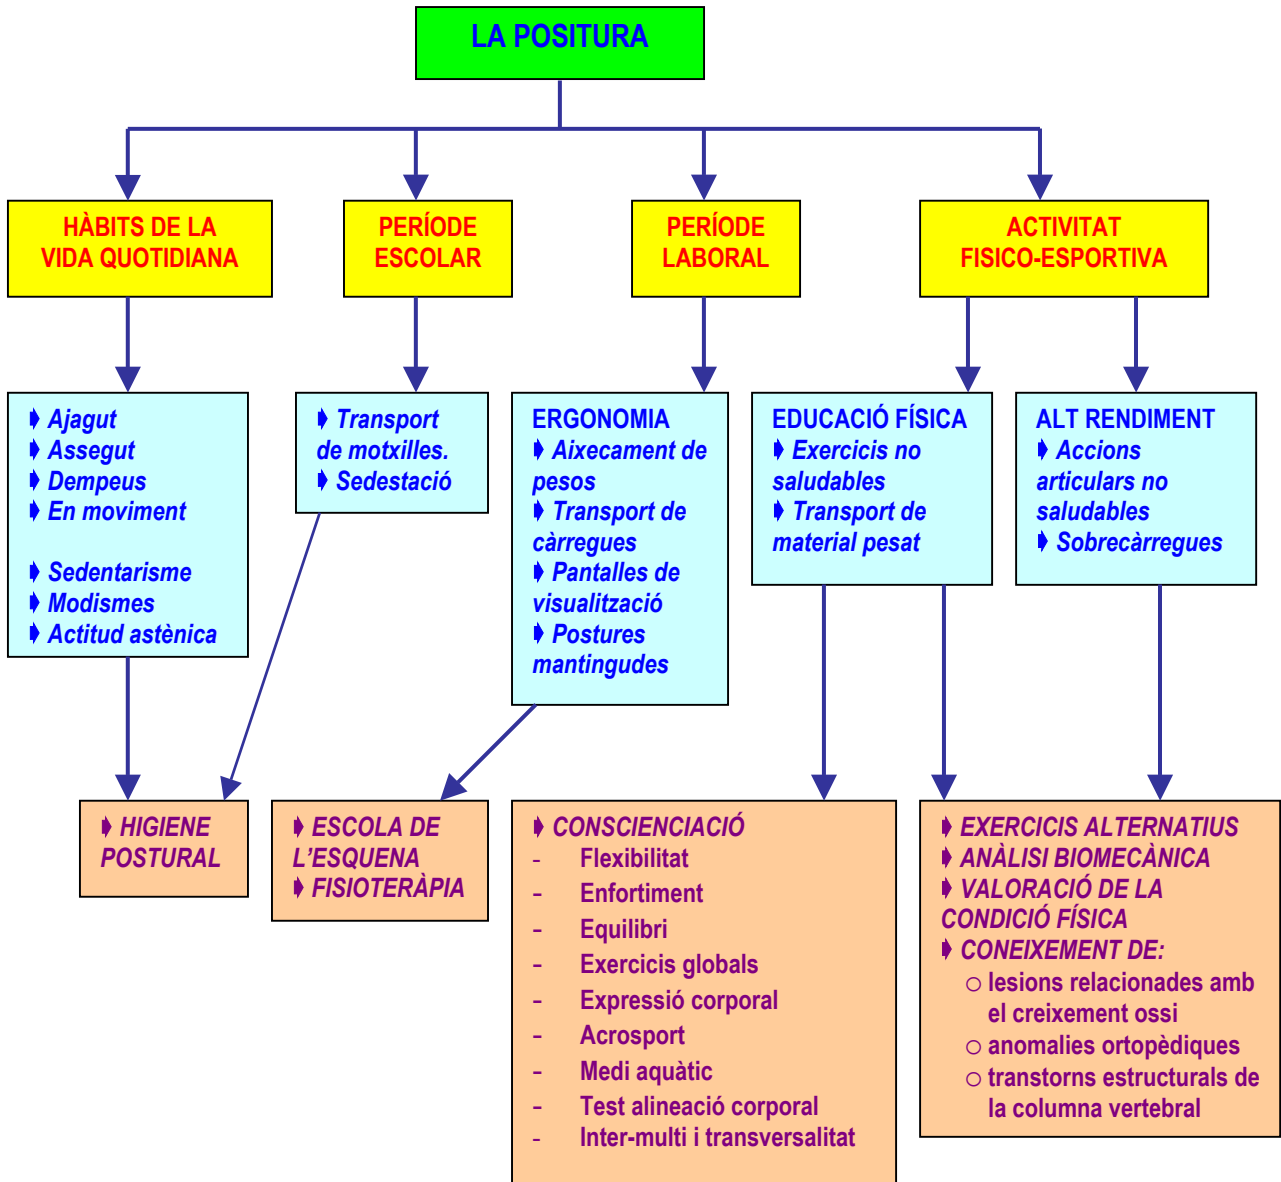 LA POSITURA
HÀBITS DE LA
VIDA QUOTIDIANA
PERÍODE
ESCOLAR
PERÍODE
LABORAL
ACTIVITAT
FISICO-ESPORTIVA
Ajagut
Assegut
Dempeus
En moviment
Sedentarisme
Modismes
Actitud astènica
Transport
de motxilles.
Sedestació
ERGONOMIA
Aixecament de
pesos
Transport de
càrregues
Pantalles de
visualització
Postures
mantingudes
EDUCACIÓ FÍSICA
Exercicis no
saludables
Transport de
material pesat
ALT RENDIMENT
Accions
articulars no
saludables
Sobrecàrregues
HIGIENE
POSTURAL
ESCOLA DE
L'ESQUENA
FISIOTERÀPIA
CONSCIENCIACIÓ
- Flexibilitat
- Enfortiment
- Equilibri
- Exercicis globals
- Expressió corporal
- Acrosport
- Medi aquàtic
- Test alineació corporal
- Inter-multi i transversalitat
EXERCICIS ALTERNATIUS
ANÀLISI BIOMECÀNICA
VALORACIÓ DE LA
CONDICIÓ FÍSICA
CONEIXEMENT DE:
lesions relacionades amb
el creixement ossi
anomalies ortopèdiques
transtorns estructurals de
la columna vertebral